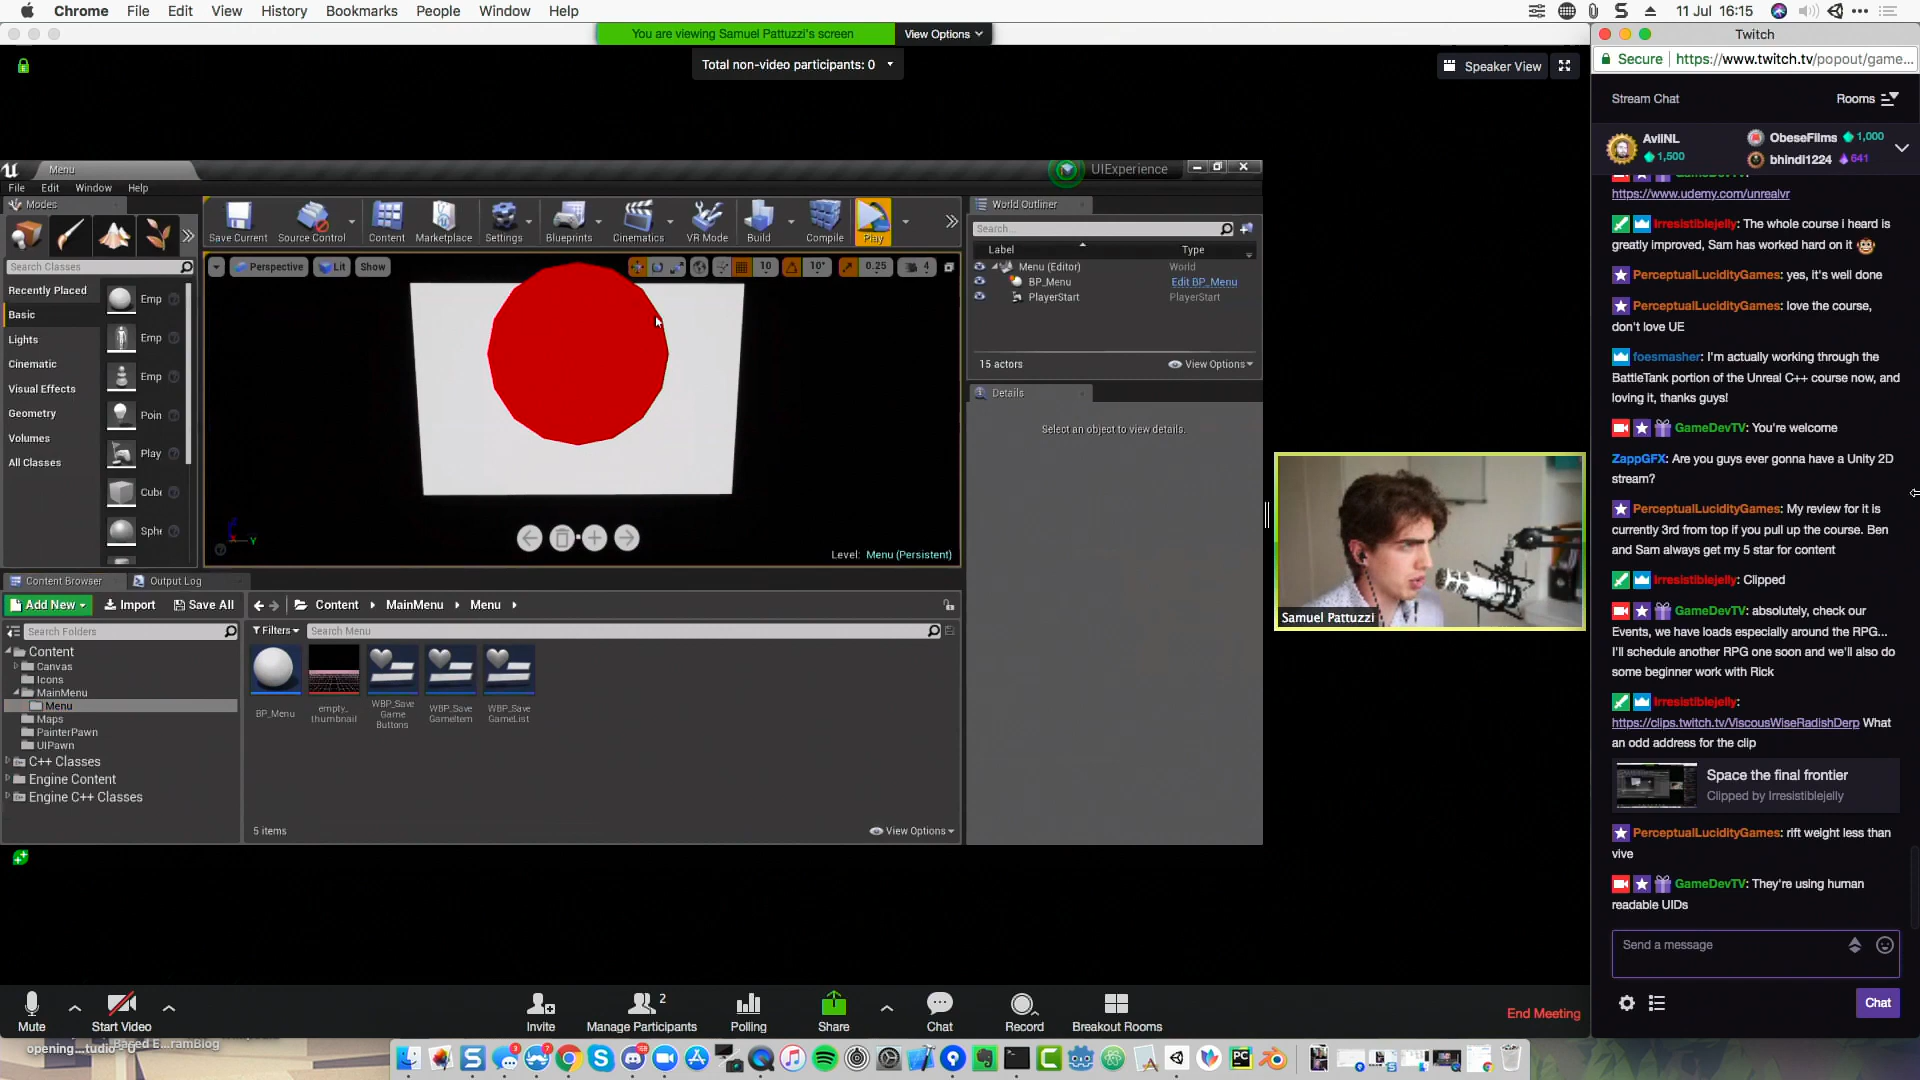 Chrome File Edit View History Bookmarks People Window Help
11 Jul 16:15
You are viewing Samuel Pattuzzi's screen
View Options
Total non-video participants: 0
Speaker View
Menu
UIExperience
File Edit Window Help
Modes
Search Classes
Recently Placed
Basic
Lights
Cinematic
Visual Effects
Geometry
Volumes
All Classes
Emp
Emp
Emp
Poin
Play
Cube
Sphe
Save Current
Source Control
Content
Marketplace
Settings
Blueprints
Cinematics
VR Mode
Build
Compile
Play
Perspective
Lit
Show
10
10°
0.25
4
Y
Level: Menu (Persistent)
World Outliner
Search...
Label
Type
Menu (Editor)
World
BP_Menu
Edit BP_Menu
PlayerStart
PlayerStart
15 actors
View Options
Details
Select an object to view details.
Content Browser
Output Log
Add New
Import
Save All
Content
MainMenu
Menu
Search Folders
Filters
Search Menu
Content
Canvas
Icons
MainMenu
Menu
Maps
PainterPawn
UIPawn
C++ Classes
Engine Content
Engine C++ Classes
BP_Menu
empty_
thumbnail
WBP_Save
Game
Buttons
WBP_Save
GameItem
WBP_Save
GameList
5 items
View Options
Samuel Pattuzzi
Mute
Start Video
Invite
2
Manage Participants
Polling
Share
Chat
Record
Breakout Rooms
End Meeting
Twitch
Secure
https://www.twitch.tv/popout/game...
Stream Chat
Rooms
AvilNL
1,500
ObeseFilms 1,000
bhindi1224 641
GameDevTV:
https://www.udemy.com/unrealvr
Irresistiblejelly: The whole course i heard is
greatly improved, Sam has worked hard on it
PerceptualLucidityGames: yes, it's well done
PerceptualLucidityGames: love the course,
don't love UE
foesmasher: I'm actually working through the
BattleTank portion of the Unreal C++ course now, and
loving it, thanks guys!
GameDevTV: You're welcome
ZappGFX: Are you guys ever gonna have a Unity 2D
stream?
PerceptualLucidityGames: My review for it is
currently 3rd from top if you pull up the course. Ben
and Sam always get my 5 star for content
Irresistiblejelly: Clipped
GameDevTV: absolutely, check our
Events, we have loads especially around the RPG...
I'll schedule another RPG one soon and we'll also do
some beginner work with Rick
Irresistiblejelly:
https://clips.twitch.tv/ViscousWiseRadishDerp What
an odd address for the clip
Space the final frontier
Clipped by Irresistiblejelly
PerceptualLucidityGames: rift weight less than
vive
GameDevTV: They're using human
readable UIDs
Send a message
Chat